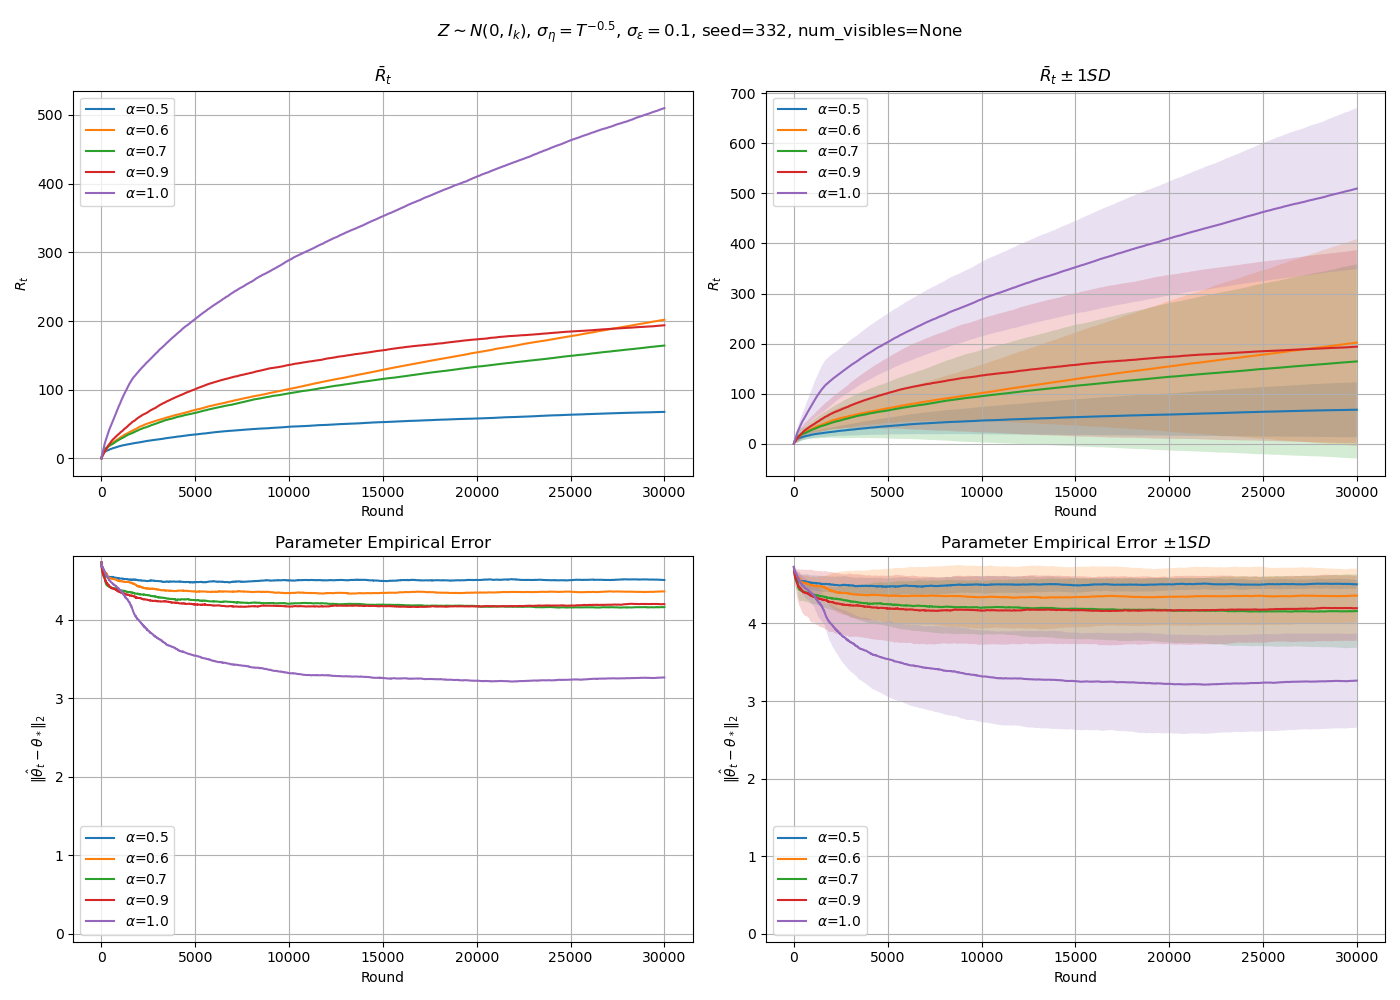 Z ∼ N(0, I_k), σ_η = T^{−0.5}, σ_ε = 0.1, seed=332, num_visibles=None
R̄_t
R_t
500
400
300
200
100
0
α=0.5
α=0.6
α=0.7
α=0.9
α=1.0
0 5000 10000 15000 20000 25000 30000
Round
R̄_t ± 1SD
R_t
700
600
500
400
300
200
100
0
α=0.5
α=0.6
α=0.7
α=0.9
α=1.0
0 5000 10000 15000 20000 25000 30000
Round
Parameter Empirical Error
‖θ̂_t − θ_*‖_2
4
3
2
1
0
α=0.5
α=0.6
α=0.7
α=0.9
α=1.0
0 5000 10000 15000 20000 25000 30000
Round
Parameter Empirical Error ±1SD
‖θ̂_t − θ_*‖_2
4
3
2
1
0
α=0.5
α=0.6
α=0.7
α=0.9
α=1.0
0 5000 10000 15000 20000 25000 30000
Round